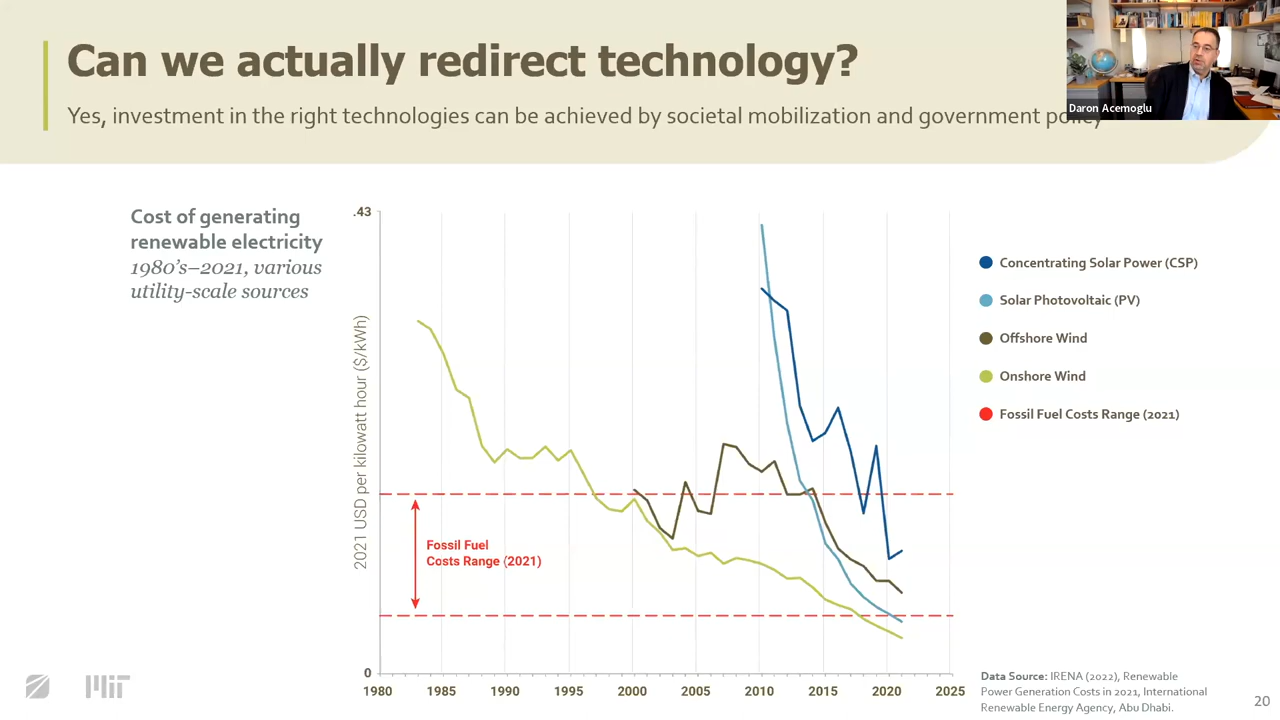 Can we actually redirect technology?
Yes, investment in the right technologies can be achieved by societal mobilization and government policy
Daron Acemoglu
Cost of generating
renewable electricity
1980's–2021, various
utility-scale sources
.43
2021 USD per kilowatt hour ($/kWh)
0
Fossil Fuel
Costs Range (2021)
1980 1985 1990 1995 2000 2005 2010 2015 2020 2025
Concentrating Solar Power (CSP)
Solar Photovoltaic (PV)
Offshore Wind
Onshore Wind
Fossil Fuel Costs Range (2021)
MIT
Data Source: IRENA (2022), Renewable
Power Generation Costs in 2021, International
Renewable Energy Agency, Abu Dhabi.
20